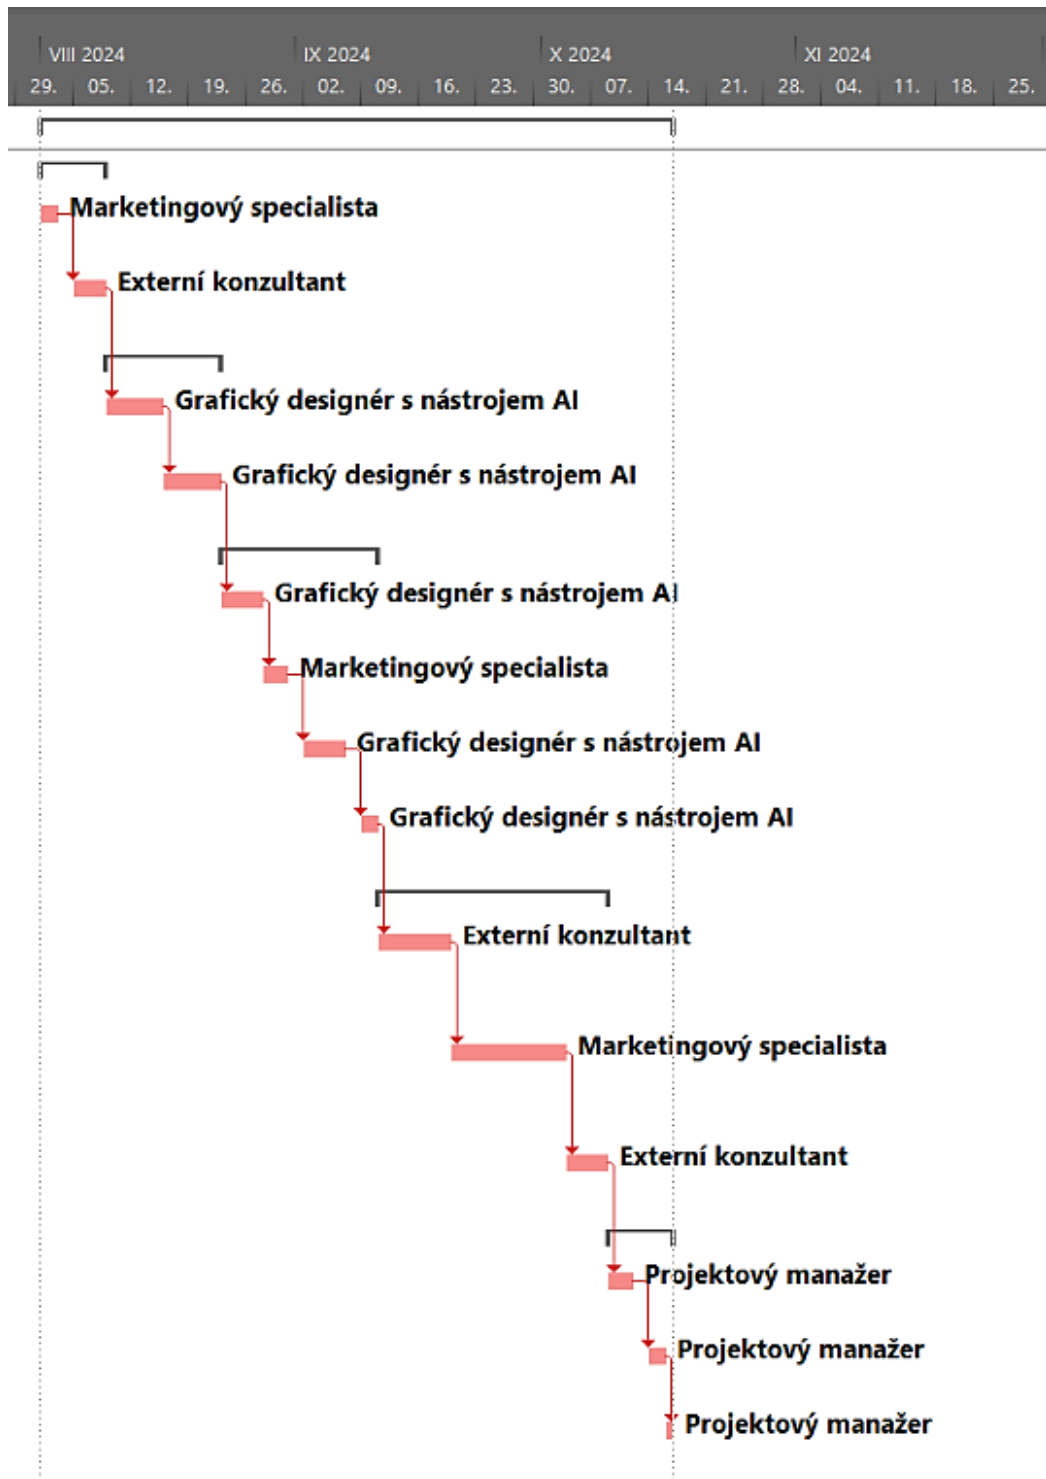 VIII 2024 IX 2024 X 2024 XI 2024
29. 05. 12. 19. 26. 02. 09. 16. 23. 30. 07. 14. 21. 28. 04. 11. 18. 25.
Marketingový specialista
Externí konzultant
Grafický designér s nástrojem AI
Grafický designér s nástrojem AI
Grafický designér s nástrojem AI
Marketingový specialista
Grafický designér s nástrojem AI
Grafický designér s nástrojem AI
Externí konzultant
Marketingový specialista
Externí konzultant
Projektový manažer
Projektový manažer
Projektový manažer